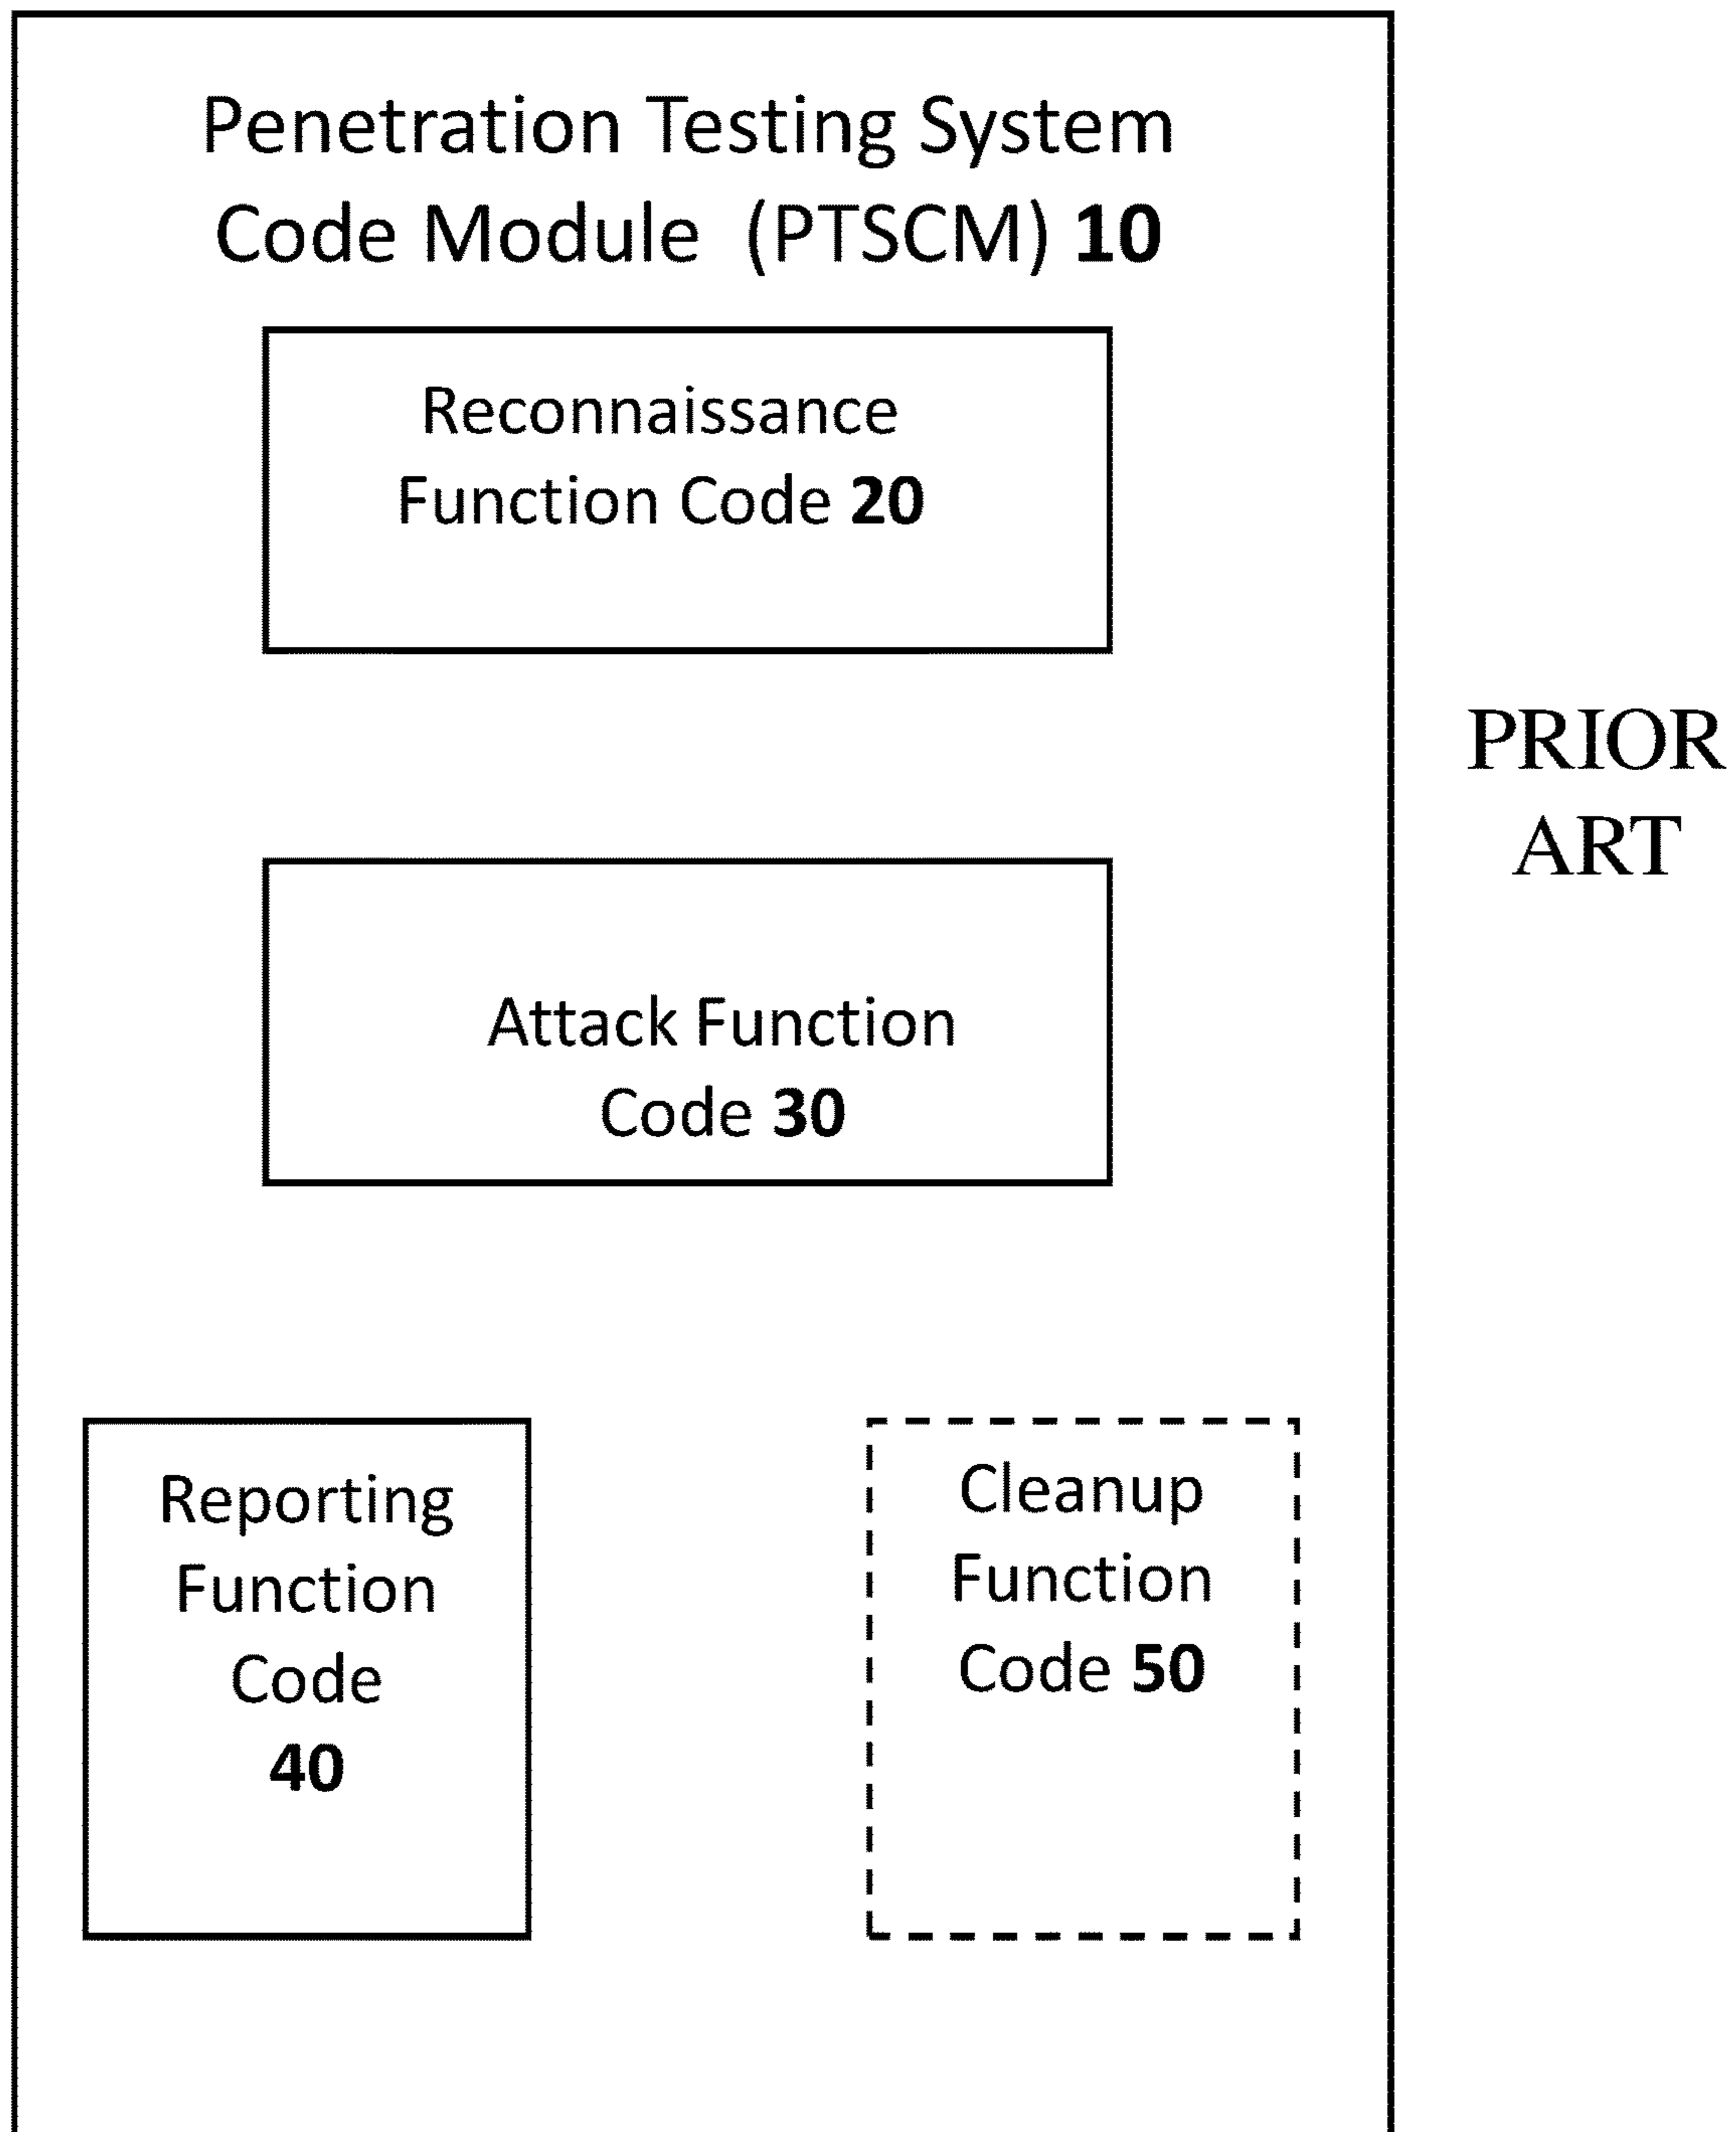 Penetration Testing System
Code Module (PTSCM) 10
Reconnaissance
Function Code 20
PRIOR
ART
Attack Function
Code 30
Reporting
Function
Code
40
Cleanup
Function
Code 50